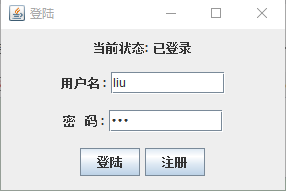 登陆
当前状态: 已登录
用户名 : liu
密 码 : •••
登陆 注册